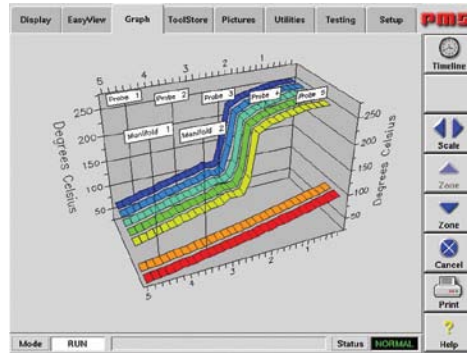 Display EasyView Graph ToolStore Pictures Utilities Testing Setup PMS
Timeline
5 4 3 2 1
Probe 1 Probe 2 Probe 3 Probe 4 Probe 5
Manifold 1 Manifold 2
250
200
150
100
50
Degrees Celsius
250
200
150
100
50
Degrees Celsius
5 4 3 2 1
Scale
Zone
Zone
Cancel
Print
? Help
Mode RUN Status NORMAL